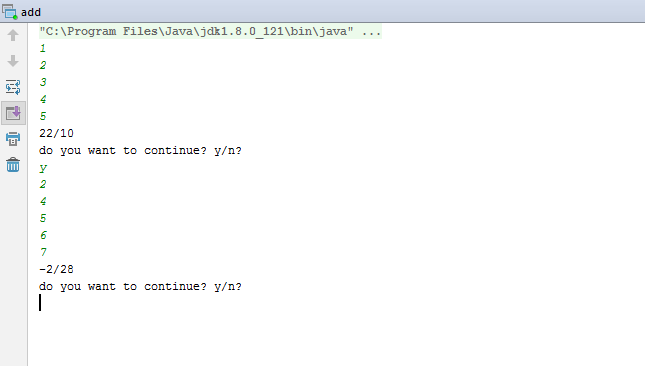 add
"C:\Program Files\Java\jdk1.8.0_121\bin\java" ...
1
2
3
4
5
22/10
do you want to continue? y/n?
y
2
4
5
6
7
-2/28
do you want to continue? y/n?